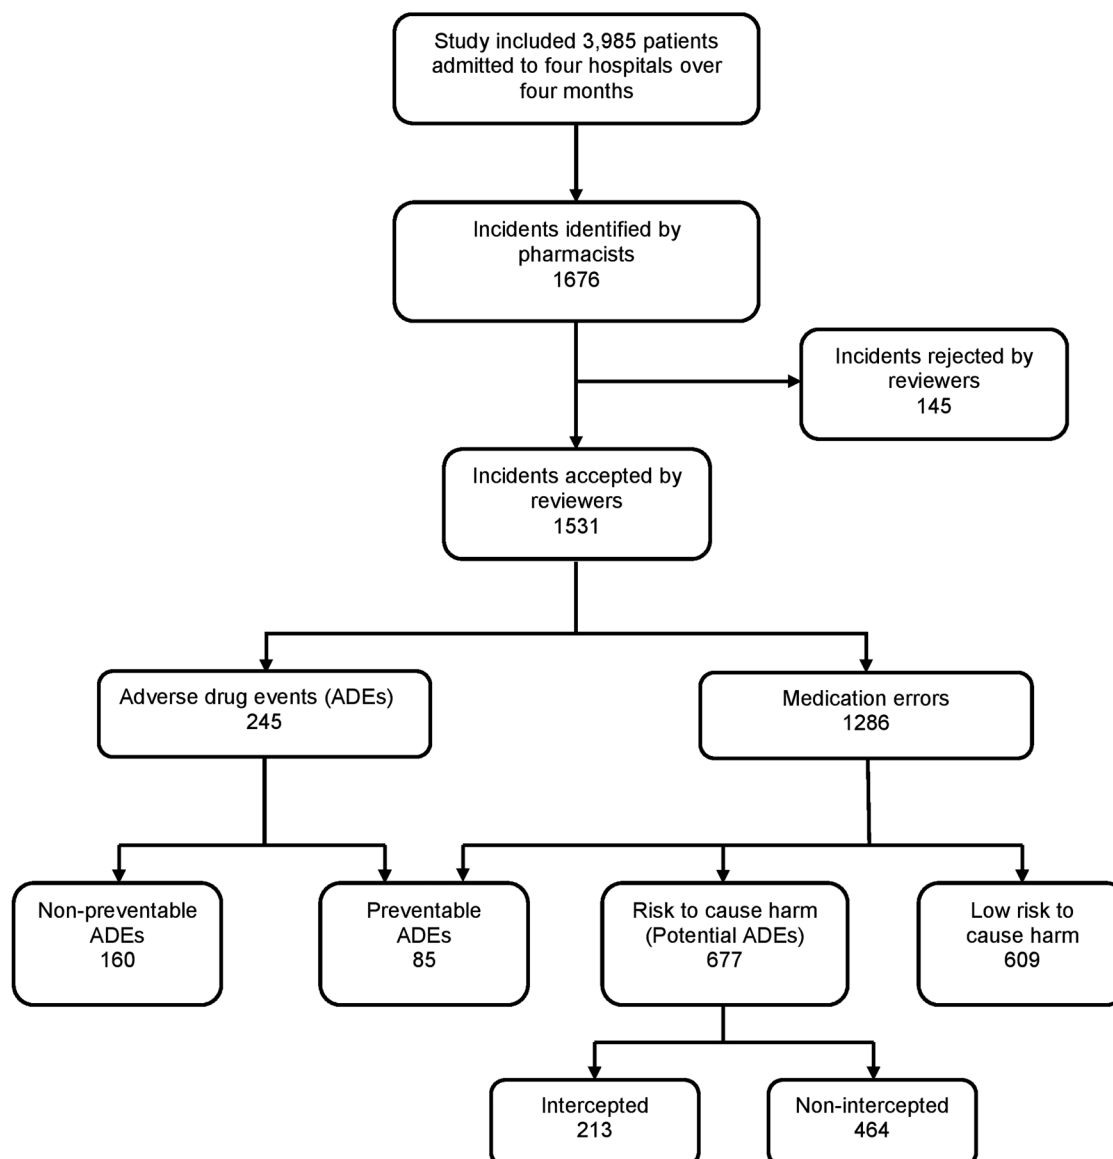 Study included 3,985 patients
admitted to four hospitals over
four months
Incidents identified by
pharmacists
1676
Incidents rejected by
reviewers
145
Incidents accepted by
reviewers
1531
Adverse drug events (ADEs)
245
Medication errors
1286
Non-preventable
ADEs
160
Preventable
ADEs
85
Risk to cause harm
(Potential ADEs)
677
Low risk to
cause harm
609
Intercepted
213
Non-intercepted
464